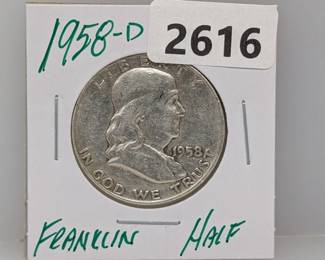 1958-D
2616
LIBERTY
1958
IN GOD WE TRUST
FRANKLIN HALF